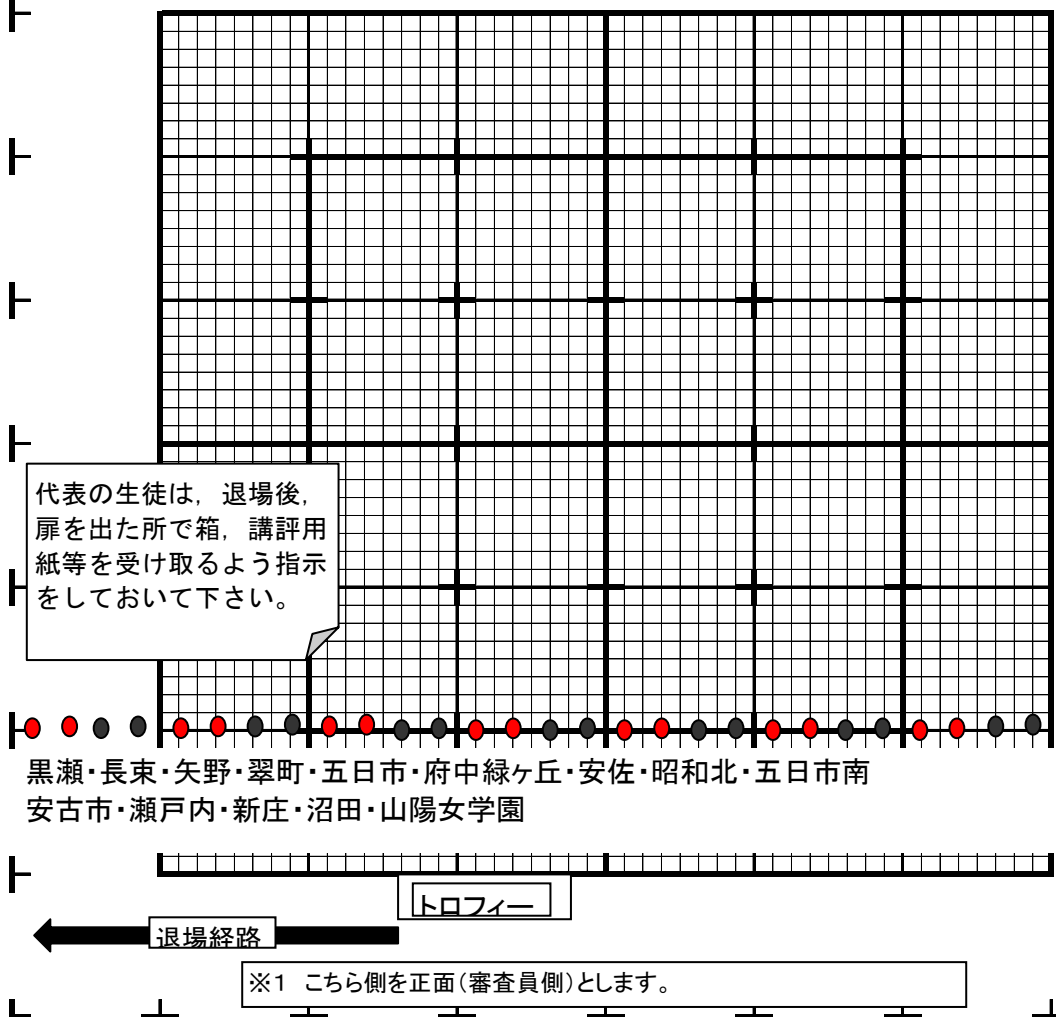 代表の生徒は，退場後，
扉を出た所で箱，講評用
紙等を受け取るよう指示
をしておいて下さい。
黒瀬・長束・矢野・翠町・五日市・府中緑ヶ丘・安佐・昭和北・五日市南
安古市・瀬戸内・新庄・沼田・山陽女学園
トロフィー
退場経路
※1　こちら側を正面（審査員側）とします。